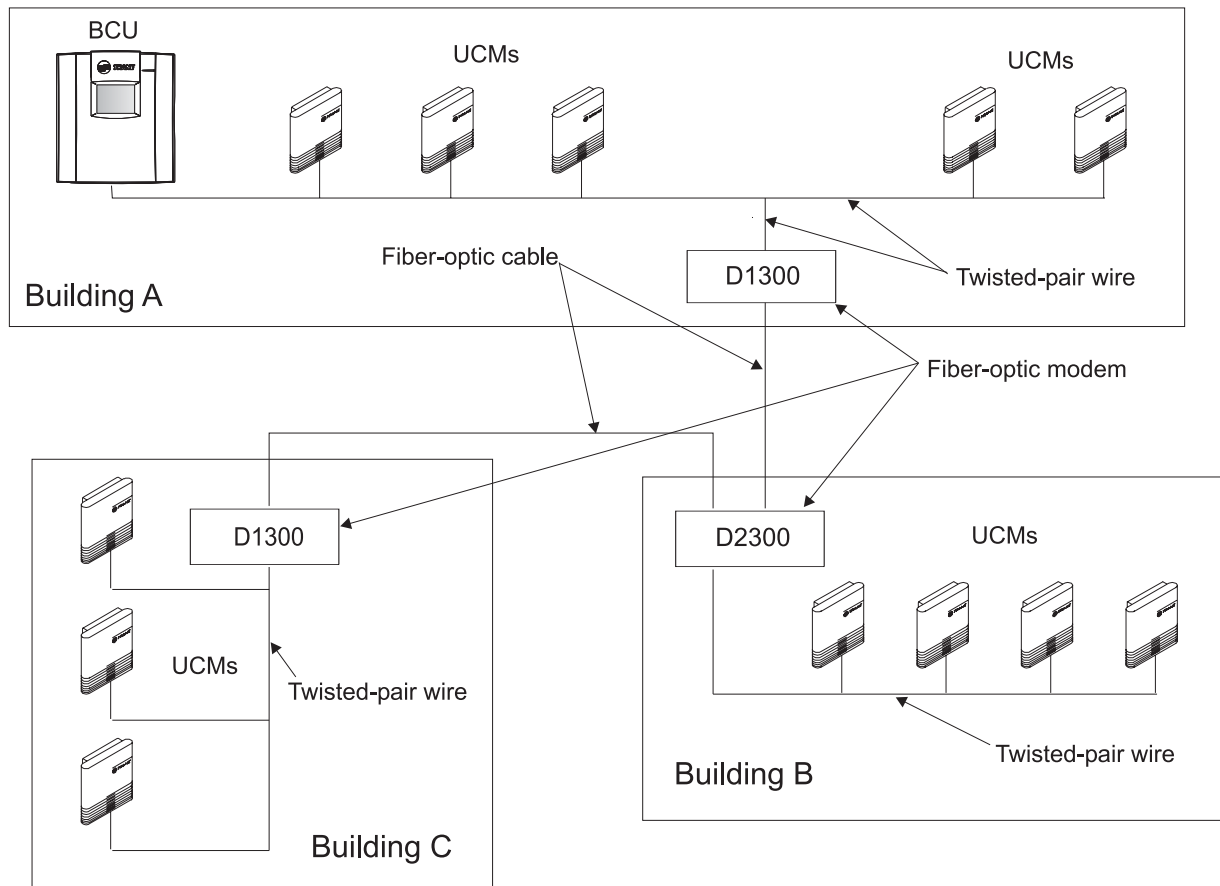 BCU
UCMs
UCMs
Fiber-optic cable
D1300
Twisted-pair wire
Building A
Fiber-optic modem
D1300
D2300
UCMs
UCMs
Twisted-pair wire
Twisted-pair wire
Building B
Building C